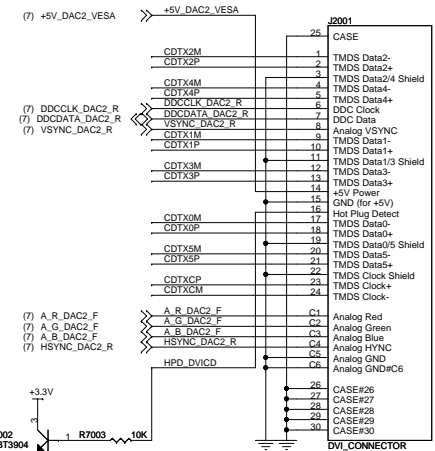 +5V_DAC2_VESA
(7) +5V_DAC2_VESA
J2001
25 CASE
CDTX2M 1 TMDS Data2-
CDTX2P 2 TMDS Data2+
3 TMDS Data2/4 Shield
CDTX4M 4 TMDS Data4-
CDTX4P 5 TMDS Data4+
(7) DDCCLK_DAC2_R DDCCLK_DAC2_R 6 DDC Clock
(7) DDCDATA_DAC2_R DDCDATA_DAC2_R 7 DDC Data
(7) VSYNC_DAC2_R VSYNC_DAC2_R 8 Analog VSYNC
CDTX1M 9 TMDS Data1-
CDTX1P 10 TMDS Data1+
11 TMDS Data1/3 Shield
CDTX3M 12 TMDS Data3-
CDTX3P 13 TMDS Data3+
14 +5V Power
15 GND (for +5V)
16 Hot Plug Detect
CDTX0M 17 TMDS Data0-
CDTX0P 18 TMDS Data0+
19 TMDS Data0/5 Shield
CDTX5M 20 TMDS Data5-
CDTX5P 21 TMDS Data5+
22 TMDS Clock Shield
CDTXCP 23 TMDS Clock+
CDTXCM 24 TMDS Clock-
(7) A_R_DAC2_F A_R_DAC2_F C1 Analog Red
(7) A_G_DAC2_F A_G_DAC2_F C2 Analog Green
(7) A_B_DAC2_F A_B_DAC2_F C3 Analog Blue
(7) HSYNC_DAC2_R HSYNC_DAC2_R C4 Analog HYNC
C5 Analog GND
C6 Analog GND#C6
HPD_DVICD
26 CASE#26
27 CASE#27
28 CASE#28
29 CASE#29
30 CASE#30
DVI_CONNECTOR
+3.3V
3
002
BT3904
1 R7003 10K